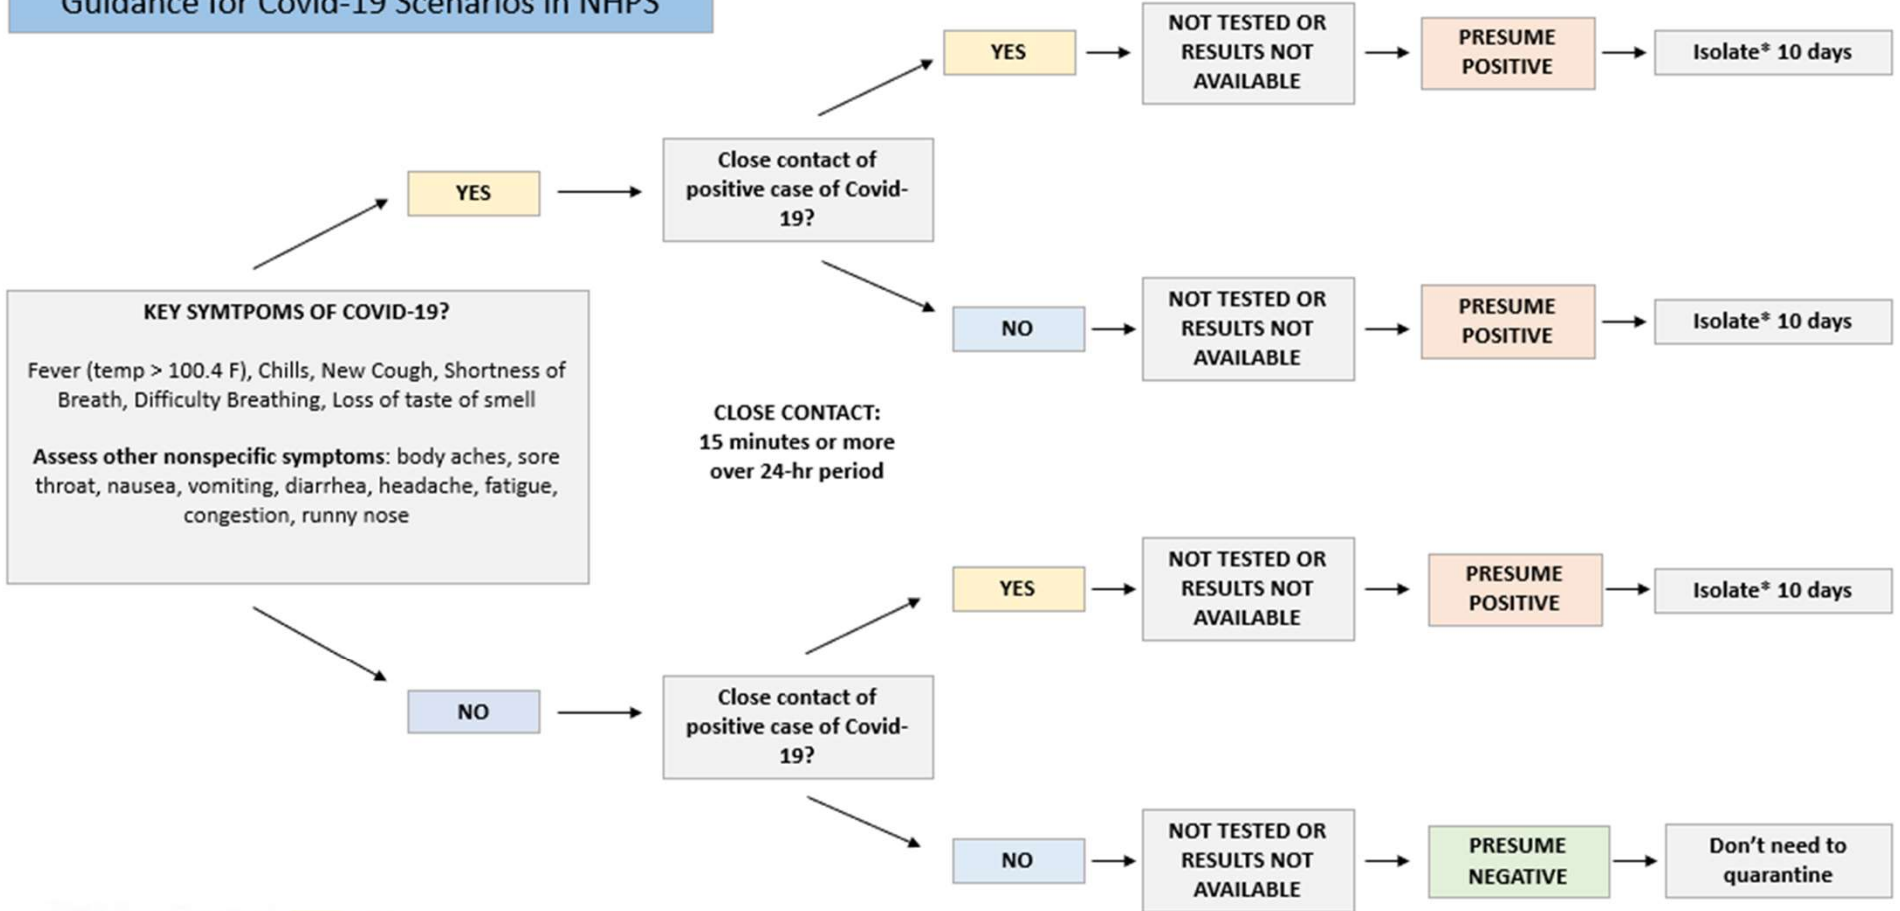 Guidance for Covid-19 Scenarios in NHPS
YES
NOT TESTED OR
RESULTS NOT
AVAILABLE
PRESUME
POSITIVE
Isolate* 10 days
Close contact of
positive case of Covid-
19?
YES
NO
NOT TESTED OR
RESULTS NOT
AVAILABLE
PRESUME
POSITIVE
Isolate* 10 days
KEY SYMTPOMS OF COVID-19?
Fever (temp > 100.4 F), Chills, New Cough, Shortness of
Breath, Difficulty Breathing, Loss of taste of smell
Assess other nonspecific symptoms: body aches, sore
throat, nausea, vomiting, diarrhea, headache, fatigue,
congestion, runny nose
CLOSE CONTACT:
15 minutes or more
over 24-hr period
YES
NOT TESTED OR
RESULTS NOT
AVAILABLE
PRESUME
POSITIVE
Isolate* 10 days
NO
Close contact of
positive case of Covid-
19?
NO
NOT TESTED OR
RESULTS NOT
AVAILABLE
PRESUME
NEGATIVE
Don’t need to
quarantine